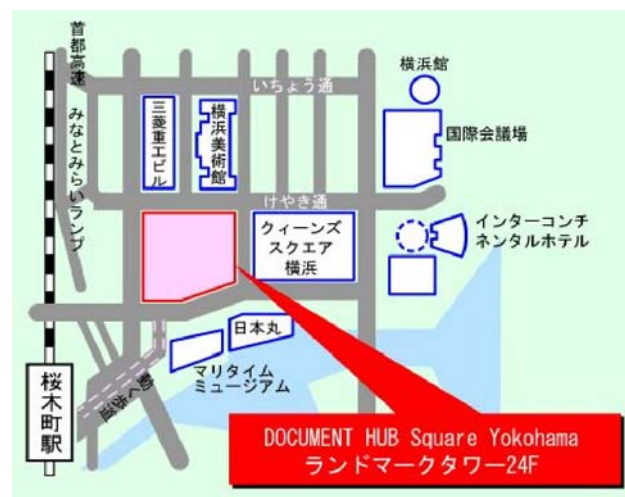 首都高速
みなとみらいランプ
いちょう通
横浜館
三菱重工ビル
横浜美術館
国際会議場
けやき通
クィーンズ
スクエア
横浜
インターコンチ
ネンタルホテル
日本丸
マリタイム
ミュージアム
動く歩道
桜木町駅
DOCUMENT HUB Square Yokohama
ランドマークタワー24F